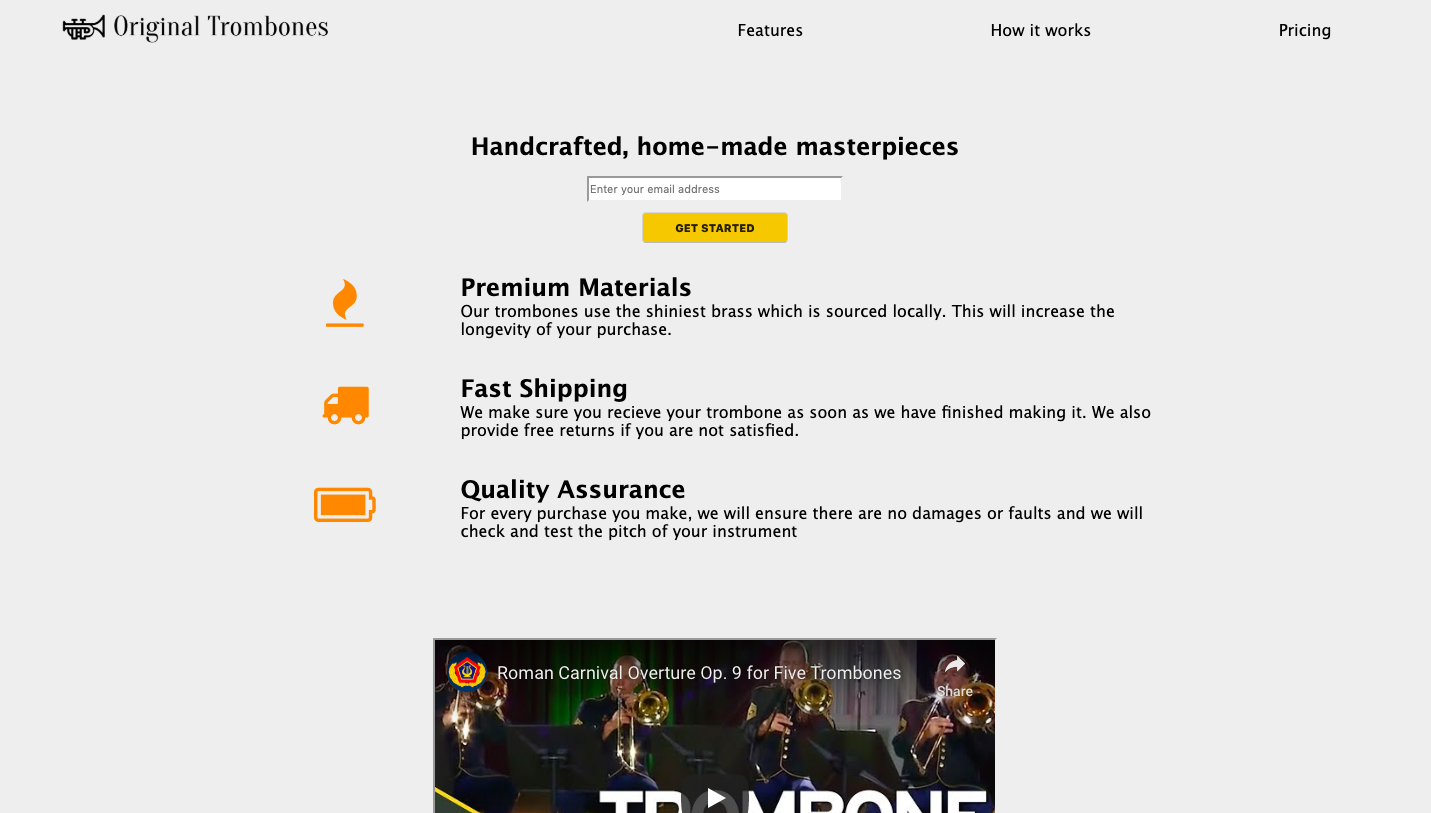 Original Trombones
Features
How it works
Pricing
Handcrafted, home-made masterpieces
Enter your email address
GET STARTED
Premium Materials
Our trombones use the shiniest brass which is sourced locally. This will increase the
longevity of your purchase.
Fast Shipping
We make sure you recieve your trombone as soon as we have finished making it. We also
provide free returns if you are not satisfied.
Quality Assurance
For every purchase you make, we will ensure there are no damages or faults and we will
check and test the pitch of your instrument
Roman Carnival Overture Op. 9 for Five Trombones
Share
TROMBONE